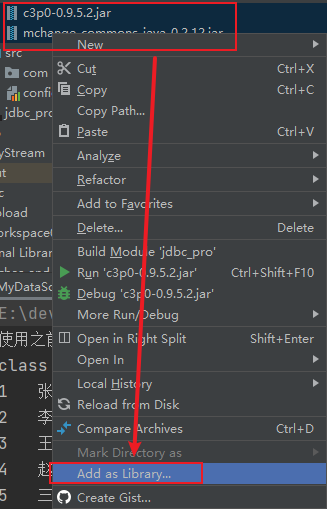 c3p0-0.9.5.2.jar
mchange-commons-java-0.2.12.jar
New
src
Cut Ctrl+X
com
Copy Ctrl+C
config
Copy Path...
jdbc_pro
Paste Ctrl+V
yStream
Analyze
ut
Refactor
c
Add to Favorites
pload
Delete... Delete
workspace
Build Module 'jdbc_pro'
nal Librar
Run 'c3p0-0.9.5.2.jar' Ctrl+Shift+F10
MyDataSc
Debug 'c3p0-0.9.5.2.jar'
More Run/Debug
E:\dev
Open in Right Split Shift+Enter
使用之前
Open In
class
Local History
1 张
Reload from Disk
2 李
Compare Archives Ctrl+D
3 王
Mark Directory as
4 赵
Add as Library...
5 三
Create Gist...